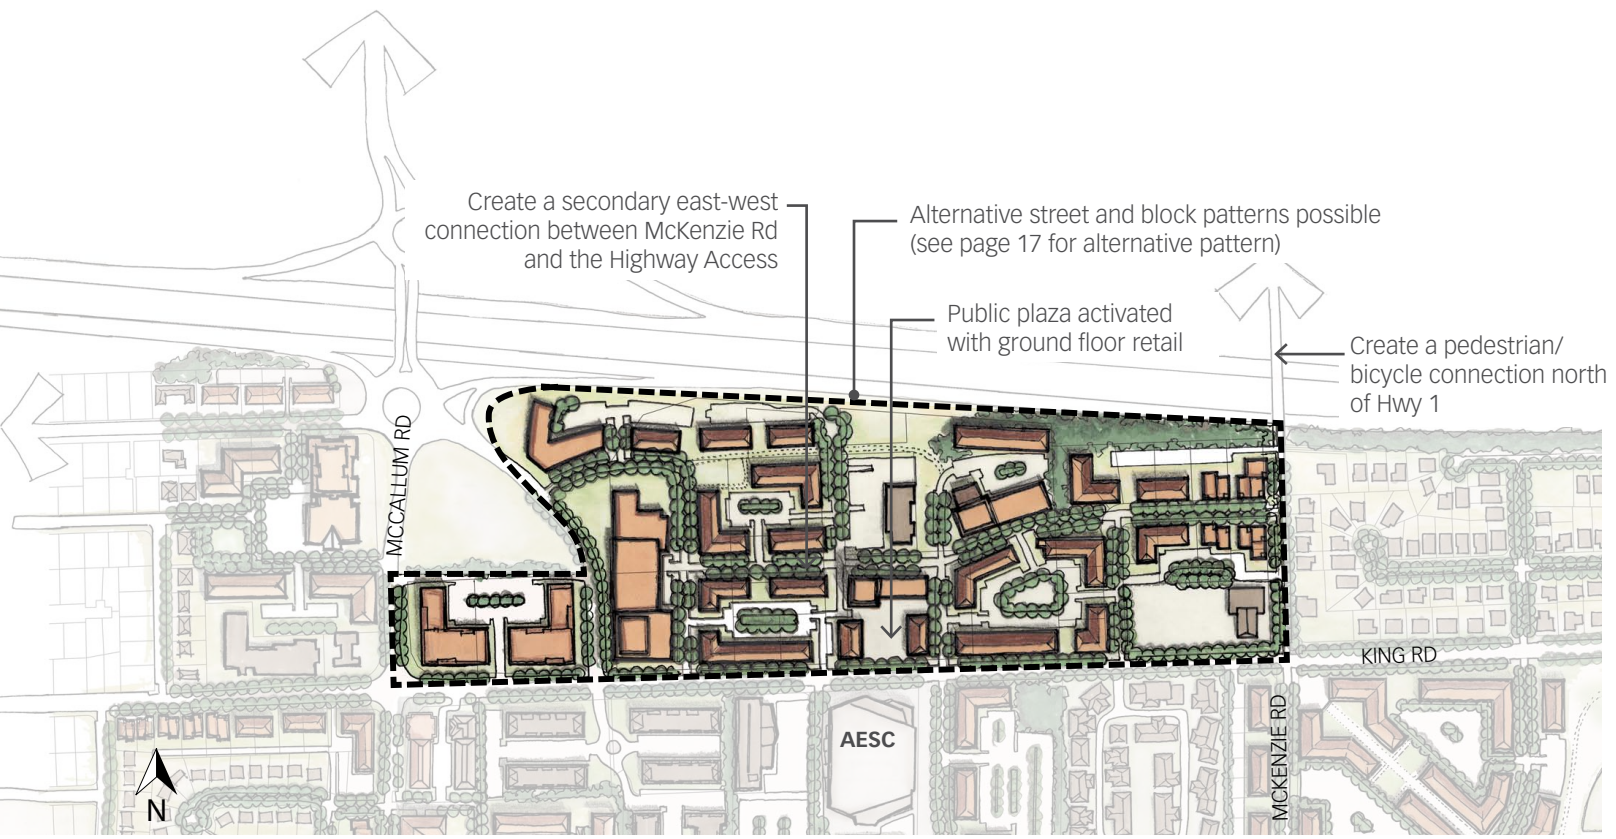 Create a secondary east-west
connection between McKenzie Rd
and the Highway Access
Alternative street and block patterns possible
(see page 17 for alternative pattern)
Public plaza activated
with ground floor retail
Create a pedestrian/
bicycle connection north
of Hwy 1
MCCALLUM RD
KING RD
MCKENZIE RD
AESC
N